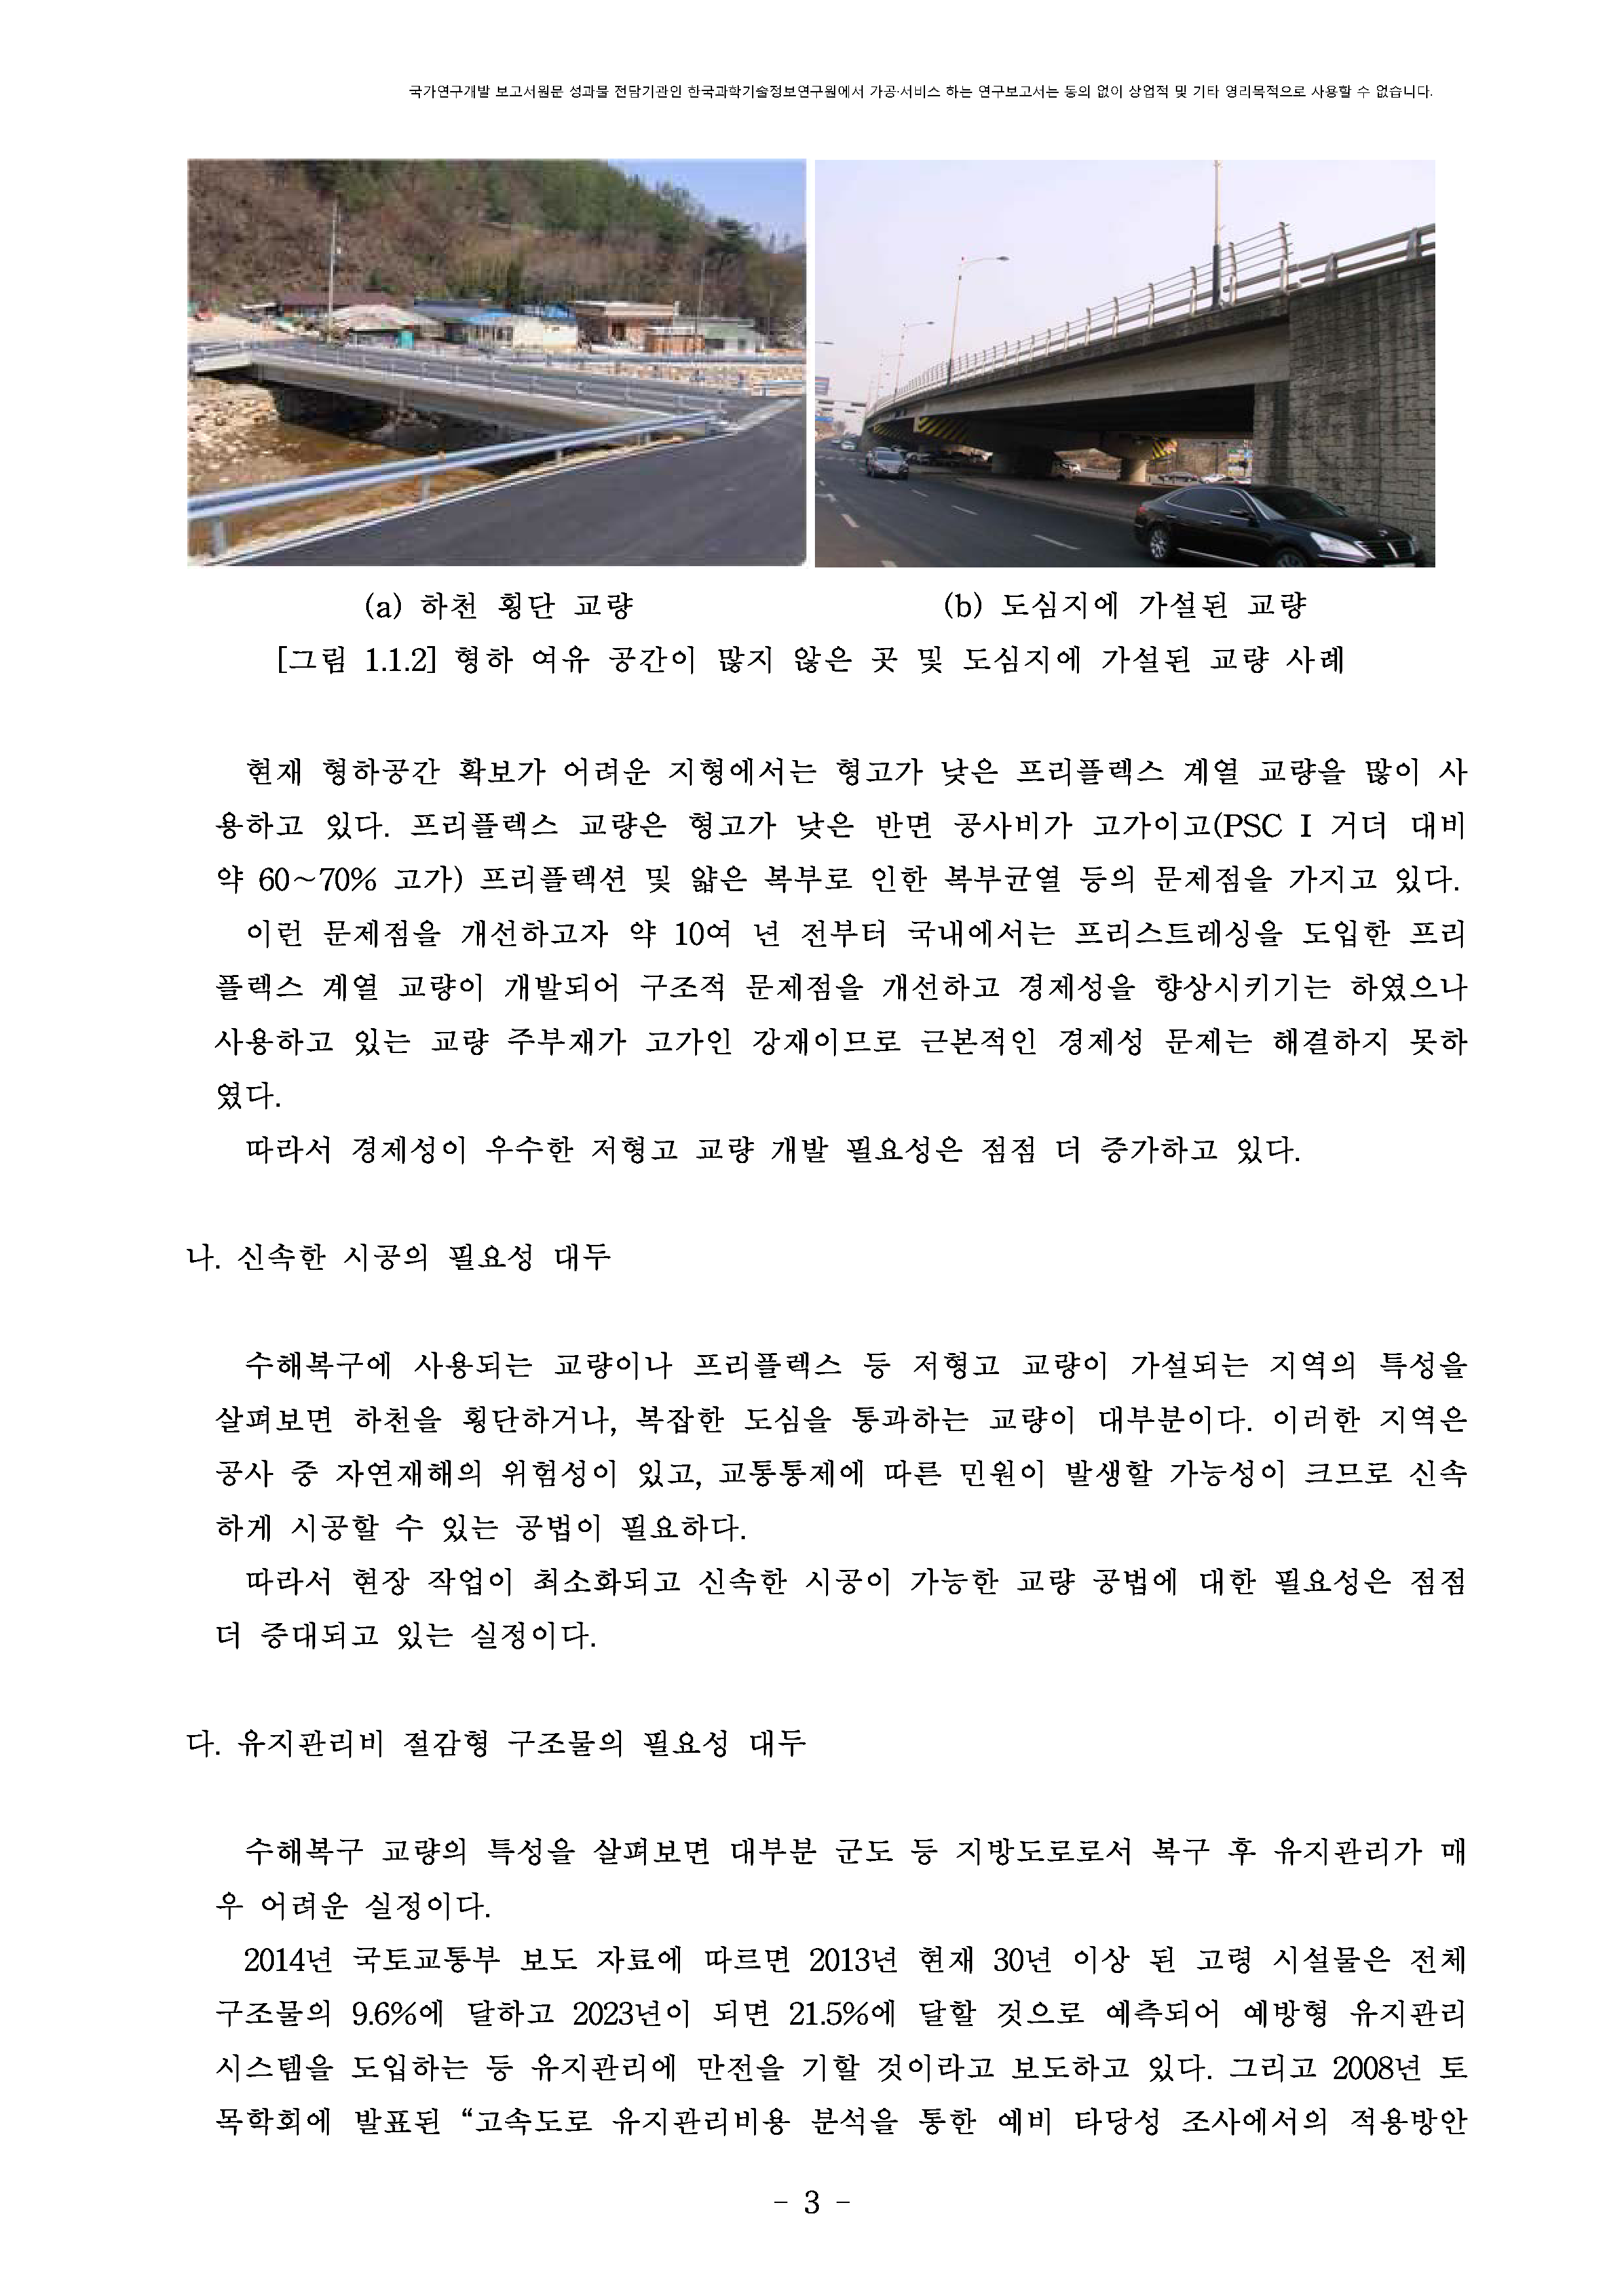 국가연구개발 보고서원문 성과물 전담기관인 한국과학기술정보연구원에서 가공·서비스 하는 연구보고서는 동의 없이 상업적 및 기타 영리목적으로 사용할 수 없습니다.
(a) 하천 횡단 교량
(b) 도심지에 가설된 교량
[그림 1.1.2] 형하 여유 공간이 많지 않은 곳 및 도심지에 가설된 교량 사례
현재 형하공간 확보가 어려운 지형에서는 형고가 낮은 프리플렉스 계열 교량을 많이 사
용하고 있다. 프리플렉스 교량은 형고가 낮은 반면 공사비가 고가이고(PSC I 거더 대비
약 60~70% 고가) 프리플렉션 및 얇은 복부로 인한 복부균열 등의 문제점을 가지고 있다.
이런 문제점을 개선하고자 약 10여 년 전부터 국내에서는 프리스트레싱을 도입한 프리
플렉스 계열 교량이 개발되어 구조적 문제점을 개선하고 경제성을 향상시키기는 하였으나
사용하고 있는 교량 주부재가 고가인 강재이므로 근본적인 경제성 문제는 해결하지 못하
였다.
따라서 경제성이 우수한 저형고 교량 개발 필요성은 점점 더 증가하고 있다.
나. 신속한 시공의 필요성 대두
수해복구에 사용되는 교량이나 프리플렉스 등 저형고 교량이 가설되는 지역의 특성을
살펴보면 하천을 횡단하거나, 복잡한 도심을 통과하는 교량이 대부분이다. 이러한 지역은
공사 중 자연재해의 위험성이 있고, 교통통제에 따른 민원이 발생할 가능성이 크므로 신속
하게 시공할 수 있는 공법이 필요하다.
따라서 현장 작업이 최소화되고 신속한 시공이 가능한 교량 공법에 대한 필요성은 점점
더 증대되고 있는 실정이다.
다. 유지관리비 절감형 구조물의 필요성 대두
수해복구 교량의 특성을 살펴보면 대부분 군도 등 지방도로로서 복구 후 유지관리가 매
우 어려운 실정이다.
2014년 국토교통부 보도 자료에 따르면 2013년 현재 30년 이상 된 고령 시설물은 전체
구조물의 9.6%에 달하고 2023년이 되면 21.5%에 달할 것으로 예측되어 예방형 유지관리
시스템을 도입하는 등 유지관리에 만전을 기할 것이라고 보도하고 있다. 그리고 2008년 토
목학회에 발표된 “고속도로 유지관리비용 분석을 통한 예비 타당성 조사에서의 적용방안
- 3 -